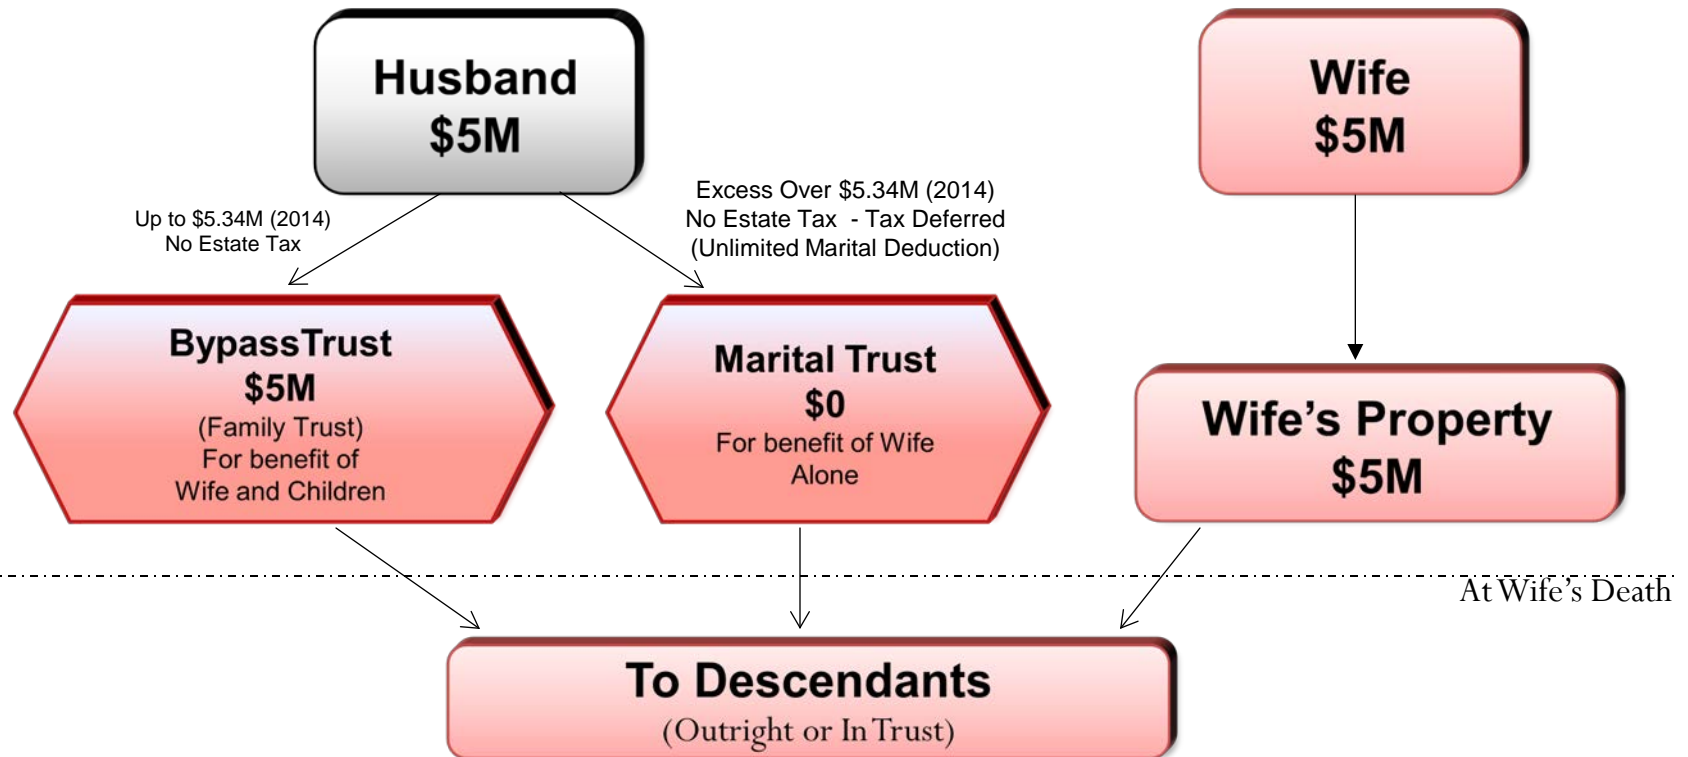 Husband
$5M
Wife
$5M
Up to $5.34M (2014)
No Estate Tax
Excess Over $5.34M (2014)
No Estate Tax - Tax Deferred
(Unlimited Marital Deduction)
BypassTrust
$5M
(Family Trust)
For benefit of
Wife and Children
Marital Trust
$0
For benefit of Wife
Alone
Wife’s Property
$5M
At Wife’s Death
To Descendants
(Outright or In Trust)